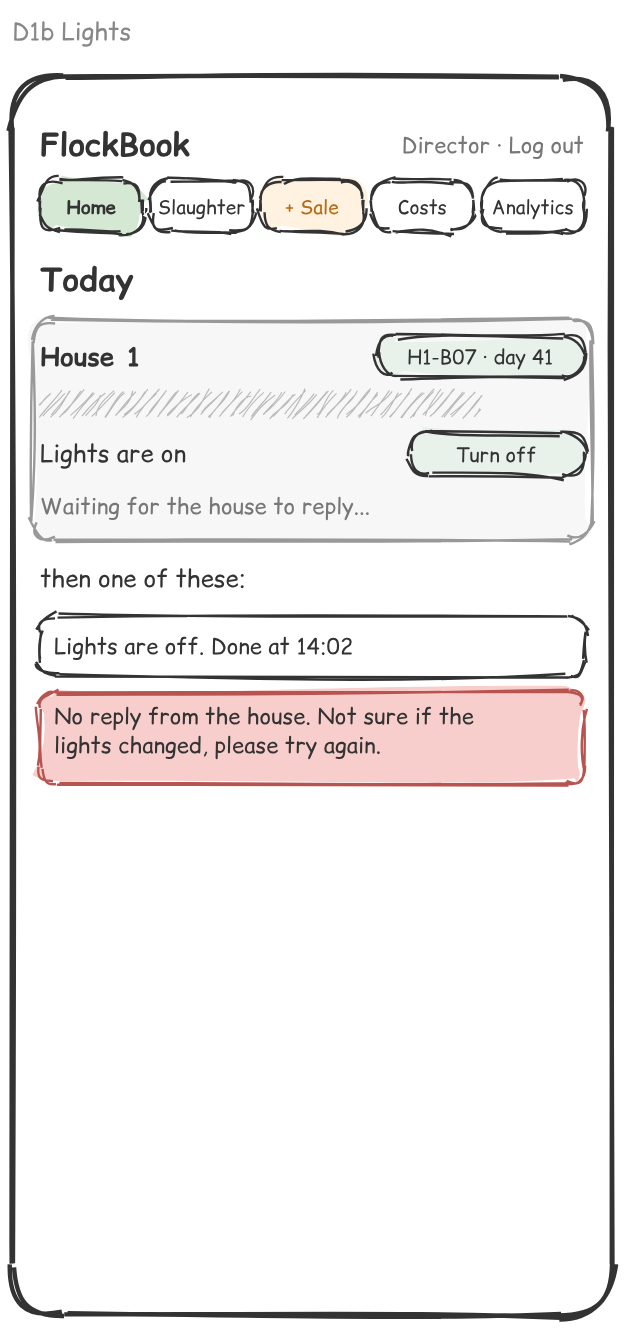 D1b Lights
FlockBook
Director · Log out
Home
Slaughter
+ Sale
Costs
Analytics
Today
House 1
H1-B07 · day 41
Lights are on
Turn off
Waiting for the house to reply...
then one of these:
Lights are off. Done at 14:02
No reply from the house. Not sure if the
lights changed, please try again.